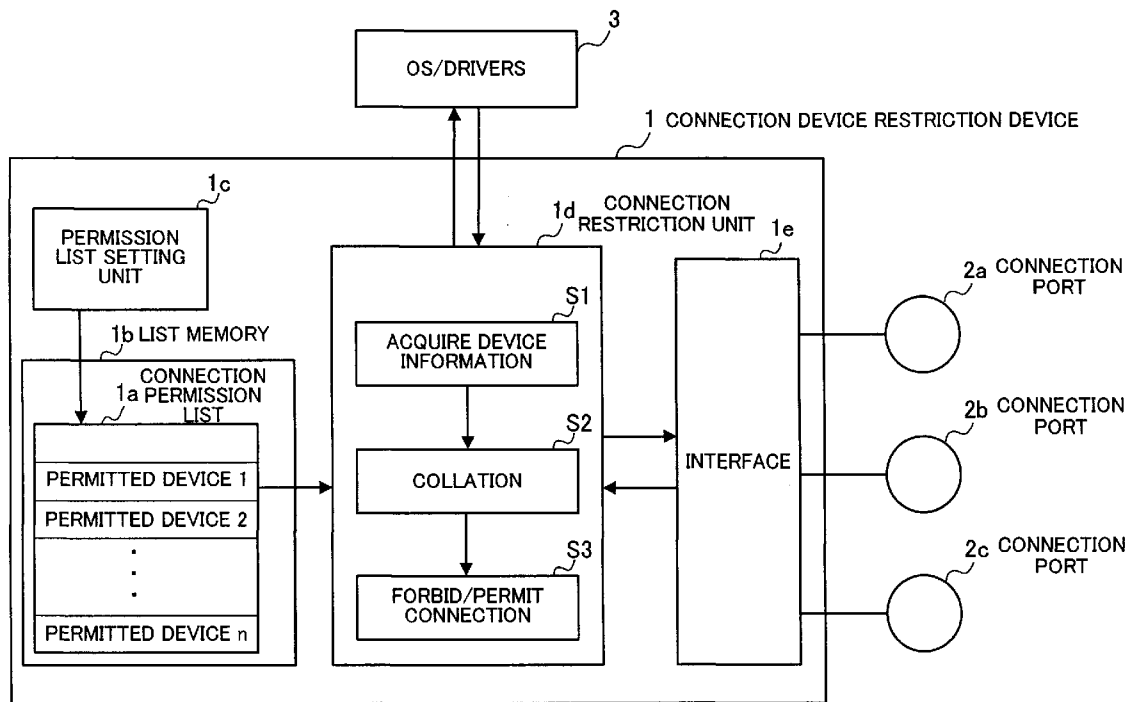 3
OS/DRIVERS
1 CONNECTION DEVICE RESTRICTION DEVICE
1c
PERMISSION
LIST SETTING
UNIT
1d CONNECTION
RESTRICTION UNIT
1e
1b LIST MEMORY
1a CONNECTION
PERMISSION
LIST
PERMITTED DEVICE 1
PERMITTED DEVICE 2
PERMITTED DEVICE n
S1
ACQUIRE DEVICE
INFORMATION
S2
COLLATION
S3
FORBID/PERMIT
CONNECTION
INTERFACE
2a CONNECTION
PORT
2b CONNECTION
PORT
2c CONNECTION
PORT